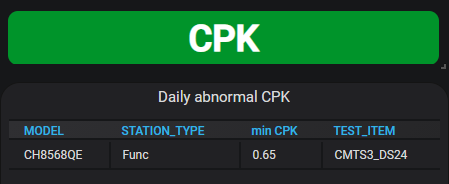 CPK
Daily abnormal CPK
MODEL STATION_TYPE min CPK TEST_ITEM
CH8568QE Func 0.65 CMTS3_DS24